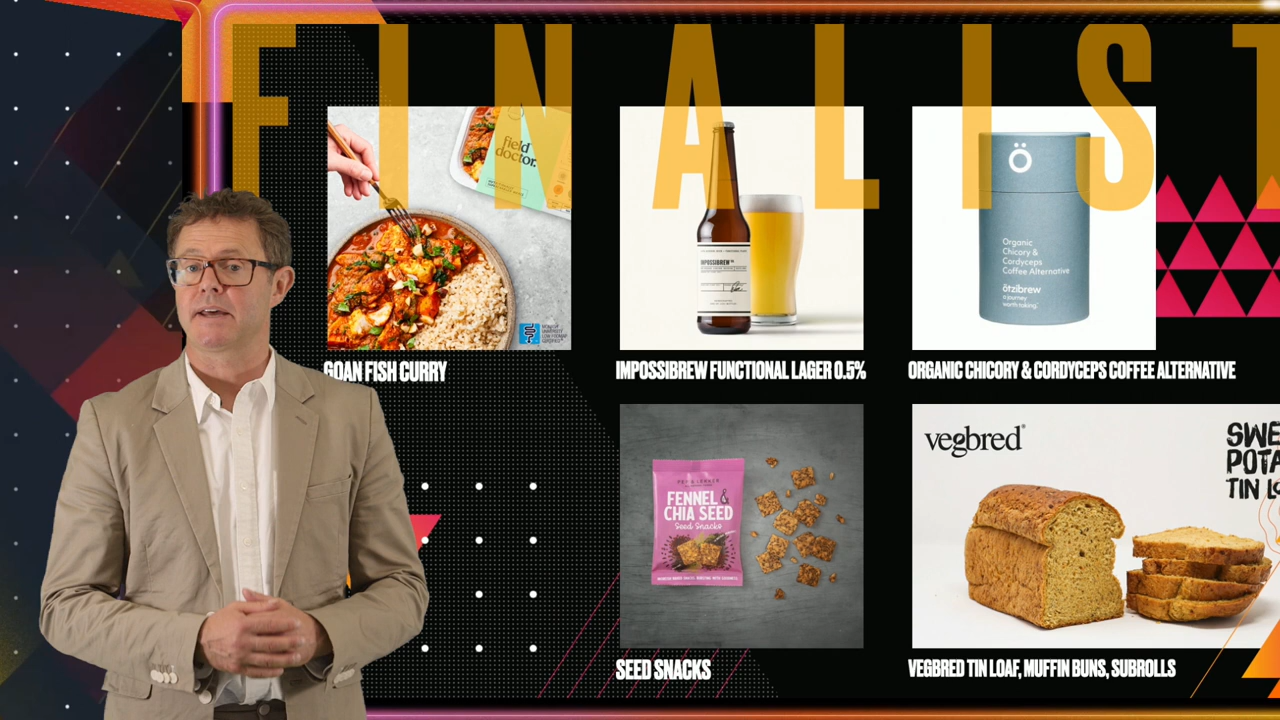 FINALIST
field
doctor.
GOAN FISH CURRY
IMPOSSIBREW
IMPOSSIBREW FUNCTIONAL LAGER 0.5%
Ö
Organic
Chicory &
Cordyceps
Coffee Alternative
ötzibrew
a journey
worth taking
ORGANIC CHICORY & CORDYCEPS COFFEE ALTERNATIVE
FENNEL &
CHIA SEED
Seed Snacks
SEED SNACKS
vegbred®
SWE
POTA
TIN LO
VEGBRED TIN LOAF, MUFFIN BUNS, SUBROLLS